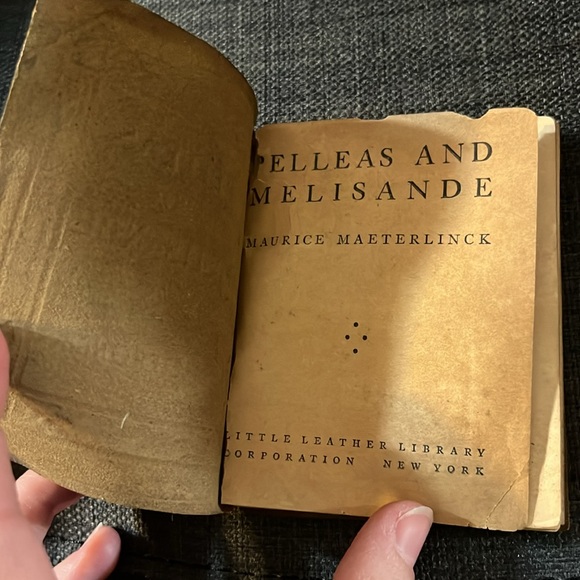 PELLEAS AND
MELISANDE
MAURICE MAETERLINCK
LITTLE LEATHER LIBRARY
CORPORATION NEW YORK